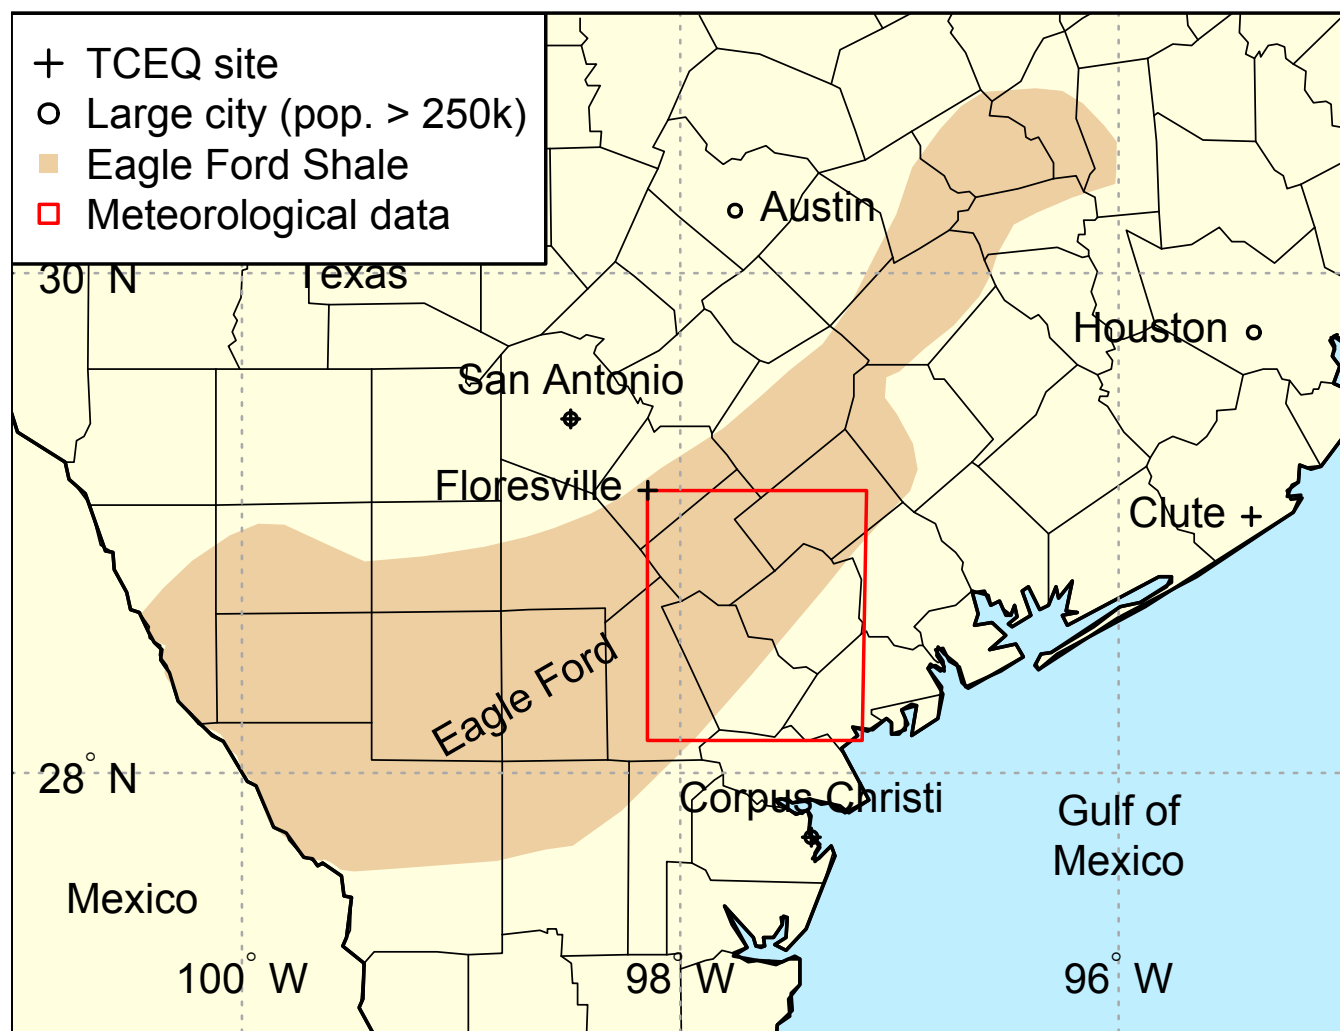 TCEQ site
Large city (pop. > 250k)
Eagle Ford Shale
Meteorological data
Austin
30° N
Texas
Houston
San Antonio
Floresville
Clute
Eagle Ford
28° N
Corpus Christi
Gulf of
Mexico
Mexico
100° W
98° W
96° W